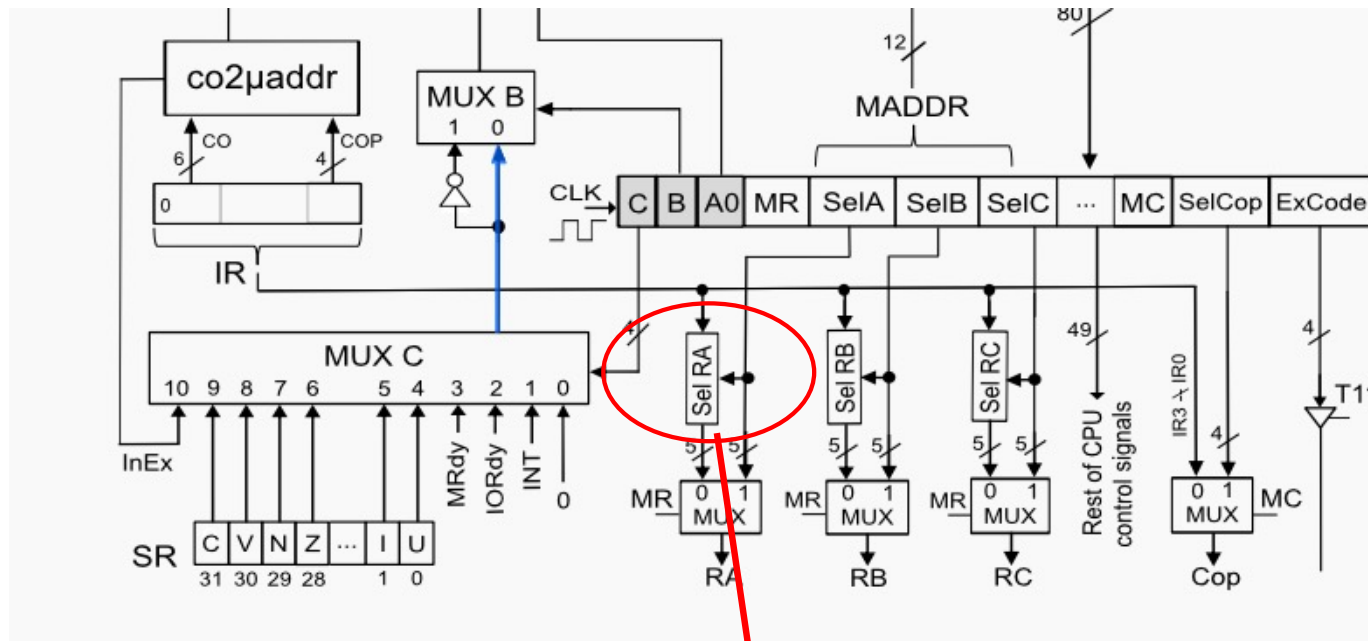 80
12
co2µaddr
MUX B
1 0
MADDR
6 CO
4 COP
0
CLK
C B A0 MR SelA SelB SelC ... MC SelCop ExCode
IR
4
MUX C
10 9 8 7 6 5 4 3 2 1 0
Sel RA
Sel RB
Sel RC
49
IR3 - IR0
4
4
T11
InEx
MRdy
IORdy
INT
0
5 5
5 5
5 5
Rest of CPU
control signals
MR 0 1 MUX
MR 0 1 MUX
MR 0 1 MUX
0 1 MUX MC
SR C V N Z ... I U
31 30 29 28 1 0
RA
RB
RC
Cop